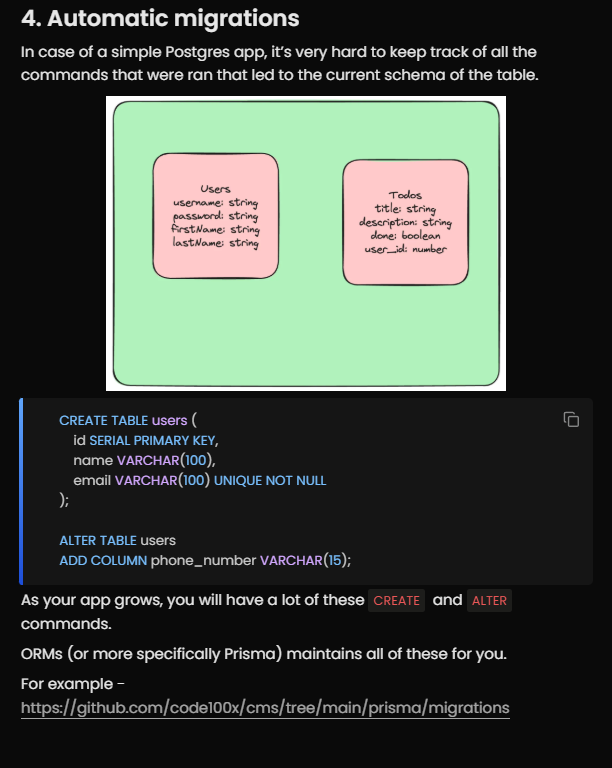 4. Automatic migrations
In case of a simple Postgres app, it’s very hard to keep track of all the
commands that were ran that led to the current schema of the table.
Users
username: string
password: string
firstName: string
lastName: string
Todos
title: string
description: string
done: boolean
user_id: number
CREATE TABLE users (
id SERIAL PRIMARY KEY,
name VARCHAR(100),
email VARCHAR(100) UNIQUE NOT NULL
);
ALTER TABLE users
ADD COLUMN phone_number VARCHAR(15);
As your app grows, you will have a lot of these CREATE and ALTER
commands.
ORMs (or more specifically Prisma) maintains all of these for you.
For example -
https://github.com/code100x/cms/tree/main/prisma/migrations